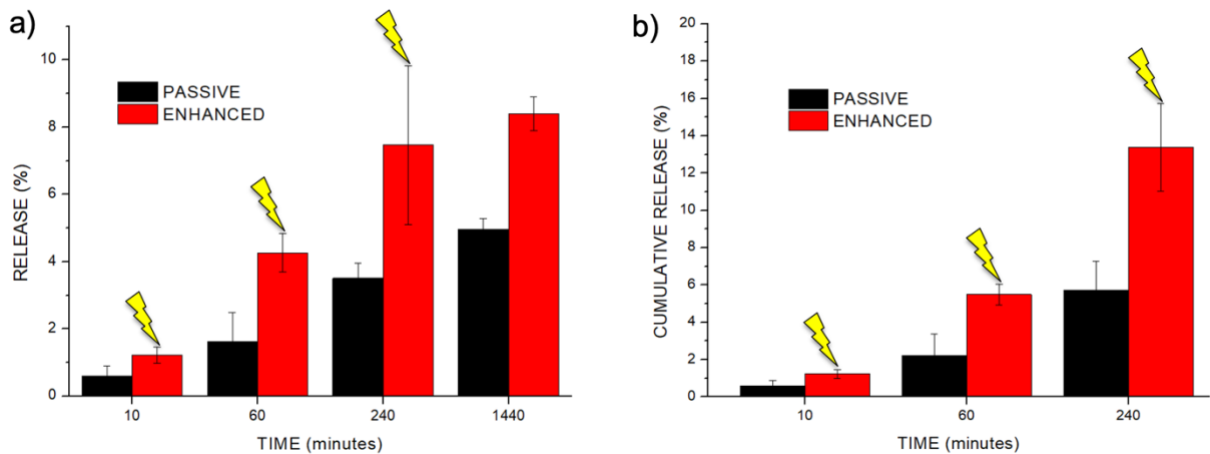 a)
10
8
6
4
2
0
RELEASE (%)
PASSIVE
ENHANCED
10 60 240 1440
TIME (minutes)
b)
20
18
16
14
12
10
8
6
4
2
0
CUMULATIVE RELEASE (%)
PASSIVE
ENHANCED
10 60 240
TIME (minutes)